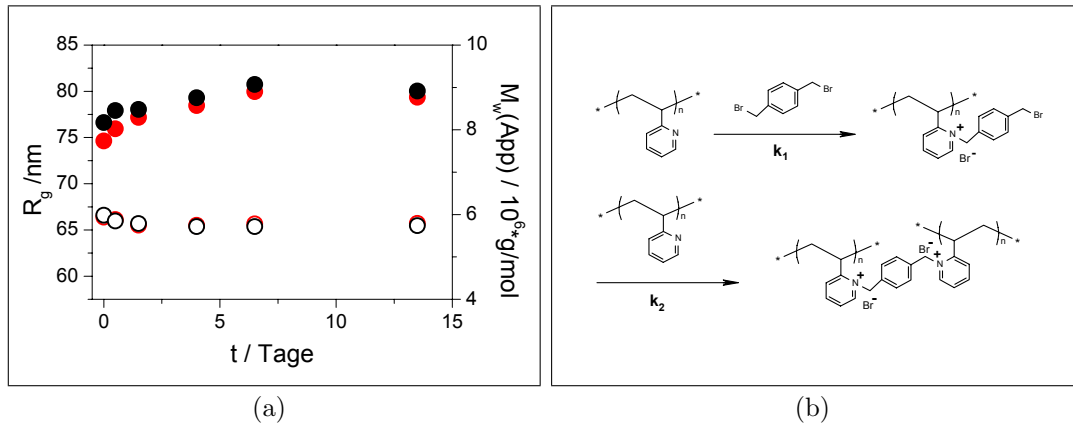 85
80
75
70
65
60
R_g /nm
10
8
6
4
M_w(App) / 10^6*g/mol
0
5
10
15
t / Tage
(a)
* ( ) n *
N
Br
Br
k_1
* ( ) n *
N +
Br -
Br
* ( ) n *
N
k_2
* ( ) n *
* ( ) n *
N +
Br -
Br -
+ N
(b)